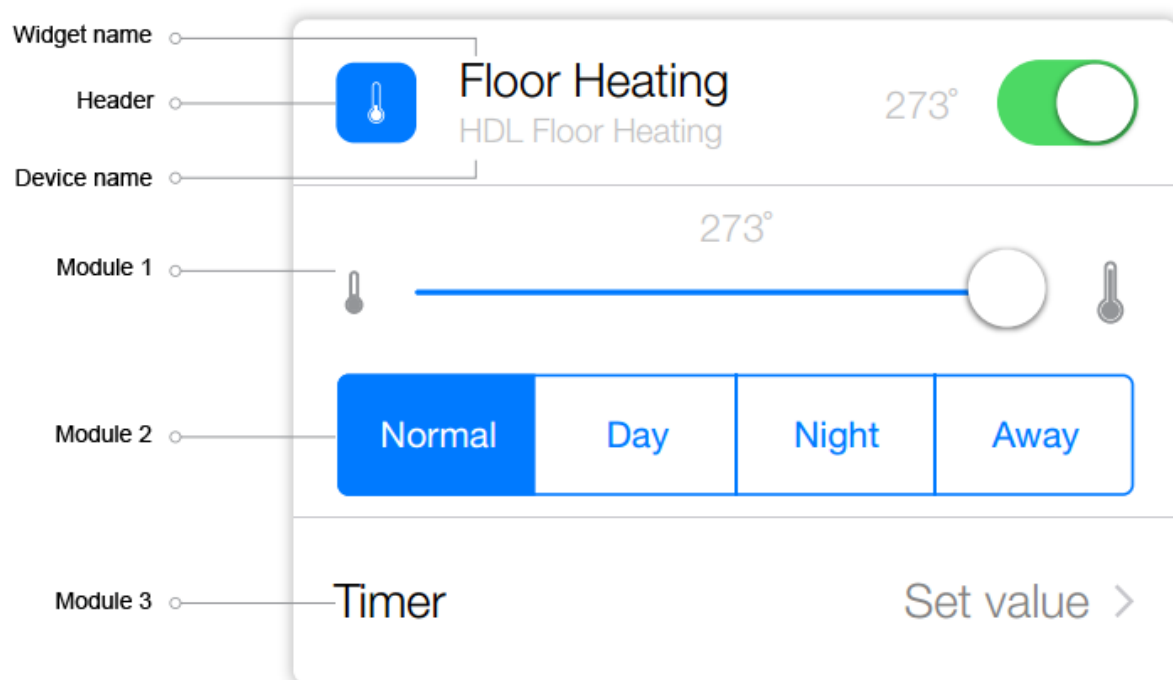 Widget name
Floor Heating
Header
273°
HDL Floor Heating
Device name
273°
Module 1
Module 2
Normal
Day
Night
Away
Module 3
Timer
Set value